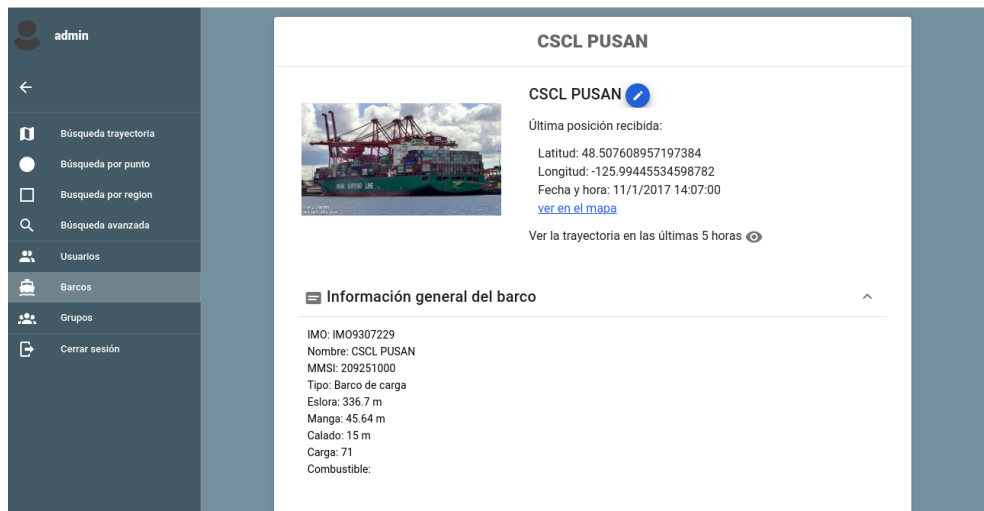 admin
Búsqueda trayectoria
Búsqueda por punto
Busqueda por region
Búsqueda avanzada
Usuarios
Barcos
Grupos
Cerrar sesión
CSCL PUSAN
CSCL PUSAN
Última posición recibida:
Latitud: 48.507608957197384
Longitud: -125.99445534598782
Fecha y hora: 11/1/2017 14:07:00
ver en el mapa
Ver la trayectoria en las últimas 5 horas
Información general del barco
IMO: IMO9307229
Nombre: CSCL PUSAN
MMSI: 209251000
Tipo: Barco de carga
Eslora: 336.7 m
Manga: 45.64 m
Calado: 15 m
Carga: 71
Combustible: